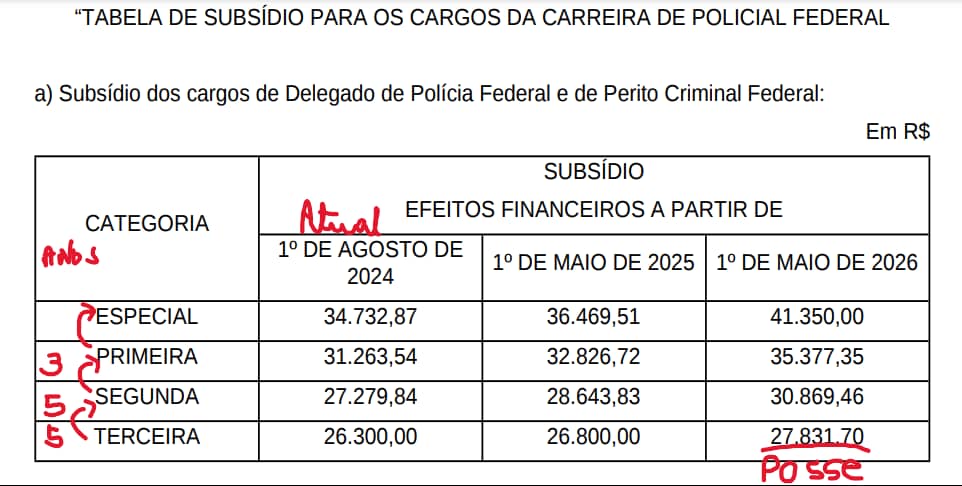 “TABELA DE SUBSÍDIO PARA OS CARGOS DA CARREIRA DE POLICIAL FEDERAL
a) Subsídio dos cargos de Delegado de Polícia Federal e de Perito Criminal Federal:
Em R$
SUBSÍDIO
CATEGORIA
Atual
EFEITOS FINANCEIROS A PARTIR DE
ANOS
1º DE AGOSTO DE
2024
1º DE MAIO DE 2025
1º DE MAIO DE 2026
ESPECIAL 34.732,87 36.469,51 41.350,00
3 PRIMEIRA 31.263,54 32.826,72 35.377,35
5 SEGUNDA 27.279,84 28.643,83 30.869,46
5 TERCEIRA 26.300,00 26.800,00 27.831,70
POSSE